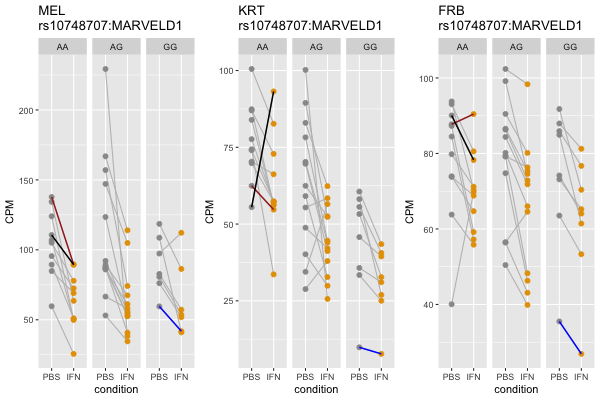 MEL
rs10748707:MARVELD1
AA AG GG
CPM
200
150
100
50
PBS IFN PBS IFN PBS IFN
condition
KRT
rs10748707:MARVELD1
AA AG GG
CPM
100
75
50
25
PBS IFN PBS IFN PBS IFN
condition
FRB
rs10748707:MARVELD1
AA AG GG
CPM
100
80
60
40
PBS IFN PBS IFN PBS IFN
condition